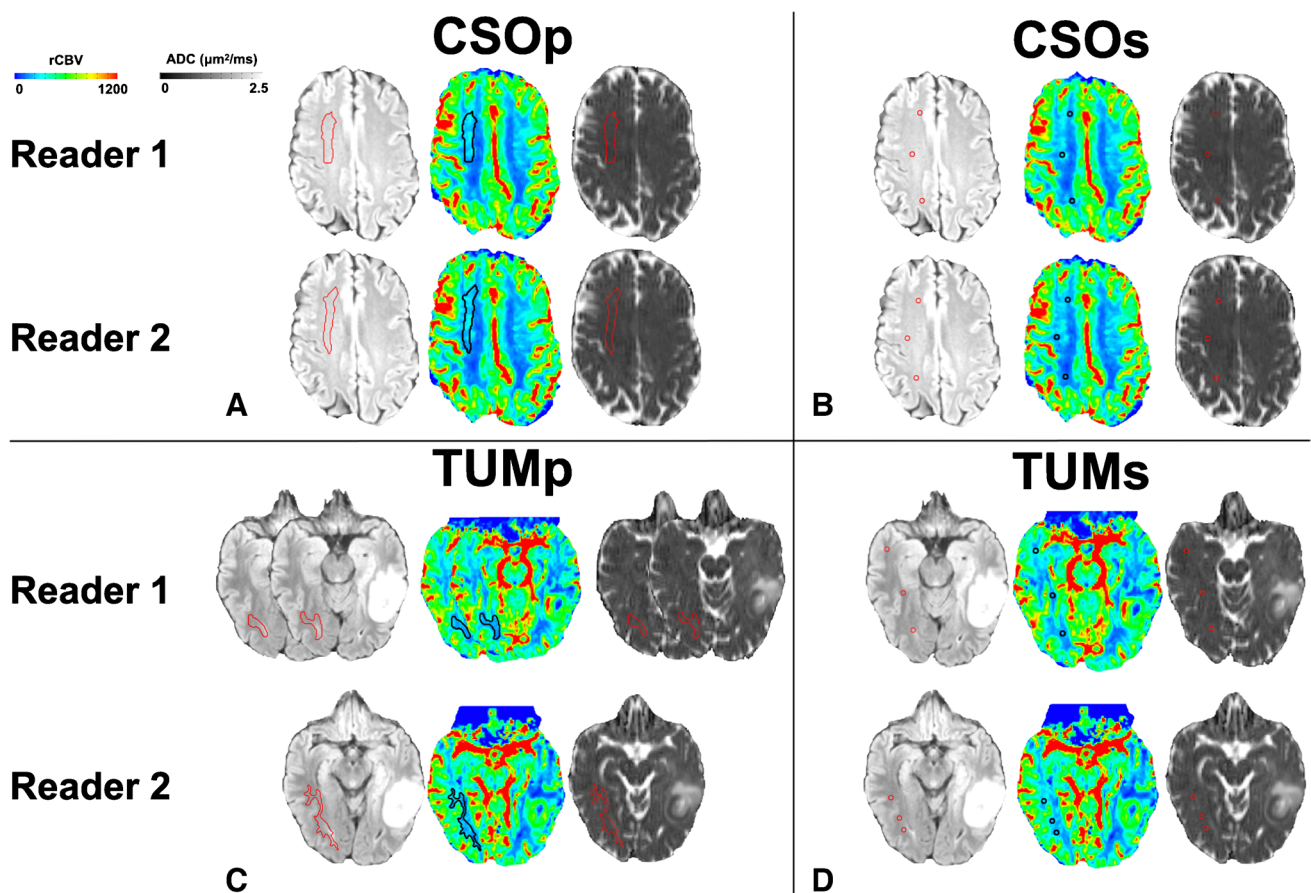 CSOp
CSOs
rCBV
ADC (µm²/ms)
0
1200
0
2.5
Reader 1
Reader 2
A
B
TUMp
TUMs
Reader 1
Reader 2
C
D